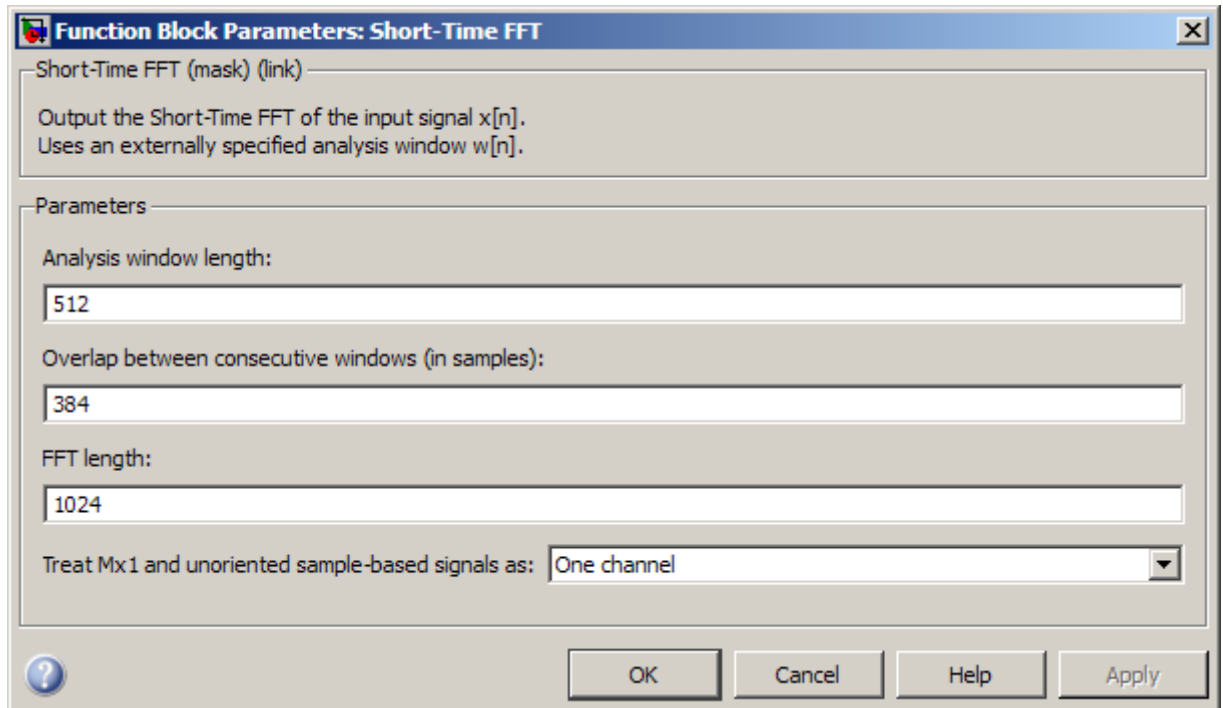 Function Block Parameters: Short-Time FFT
Short-Time FFT (mask) (link)
Output the Short-Time FFT of the input signal x[n].
Uses an externally specified analysis window w[n].
Parameters
Analysis window length:
512
Overlap between consecutive windows (in samples):
384
FFT length:
1024
Treat Mx1 and unoriented sample-based signals as: One channel
OK Cancel Help Apply